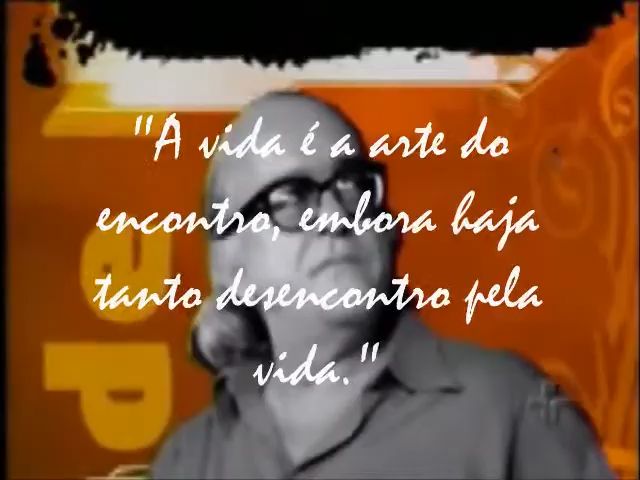 "A vida é a arte do
encontro, embora haja
tanto desencontro pela
vida."